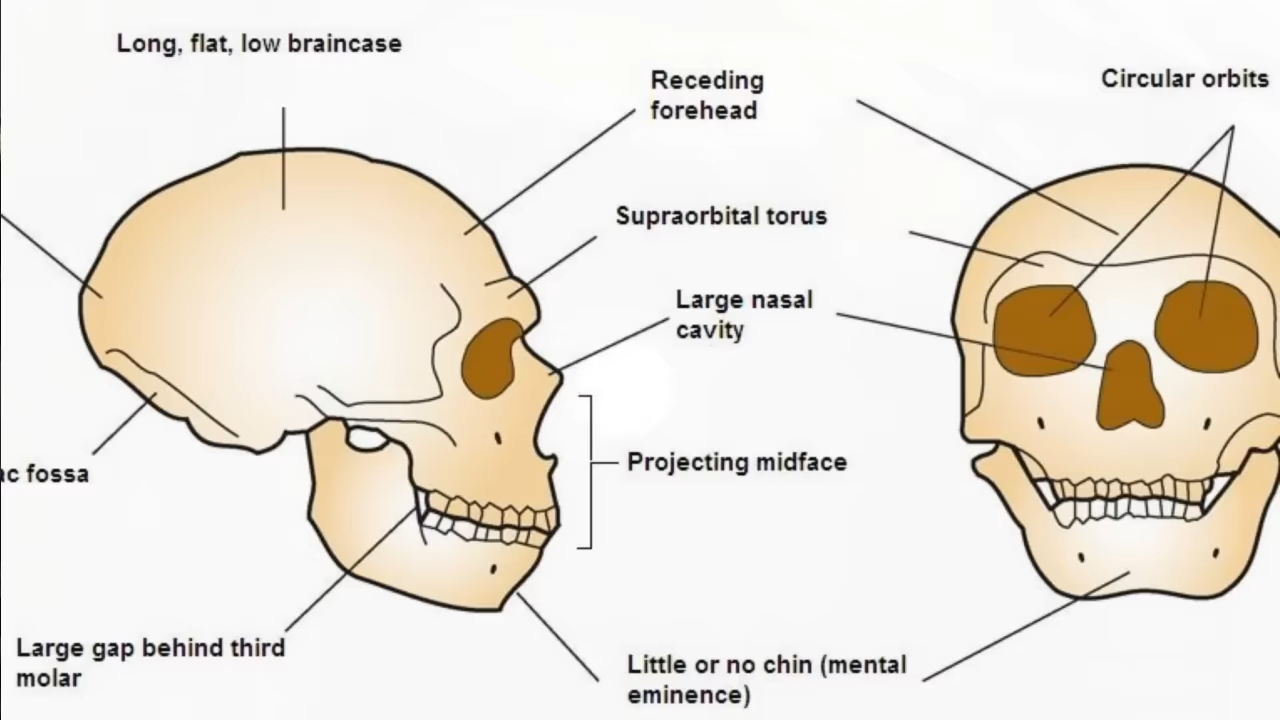 Long, flat, low braincase
Receding
forehead
Circular orbits
Supraorbital torus
Large nasal
cavity
fossa
Projecting midface
Large gap behind third
molar
Little or no chin (mental
eminence)